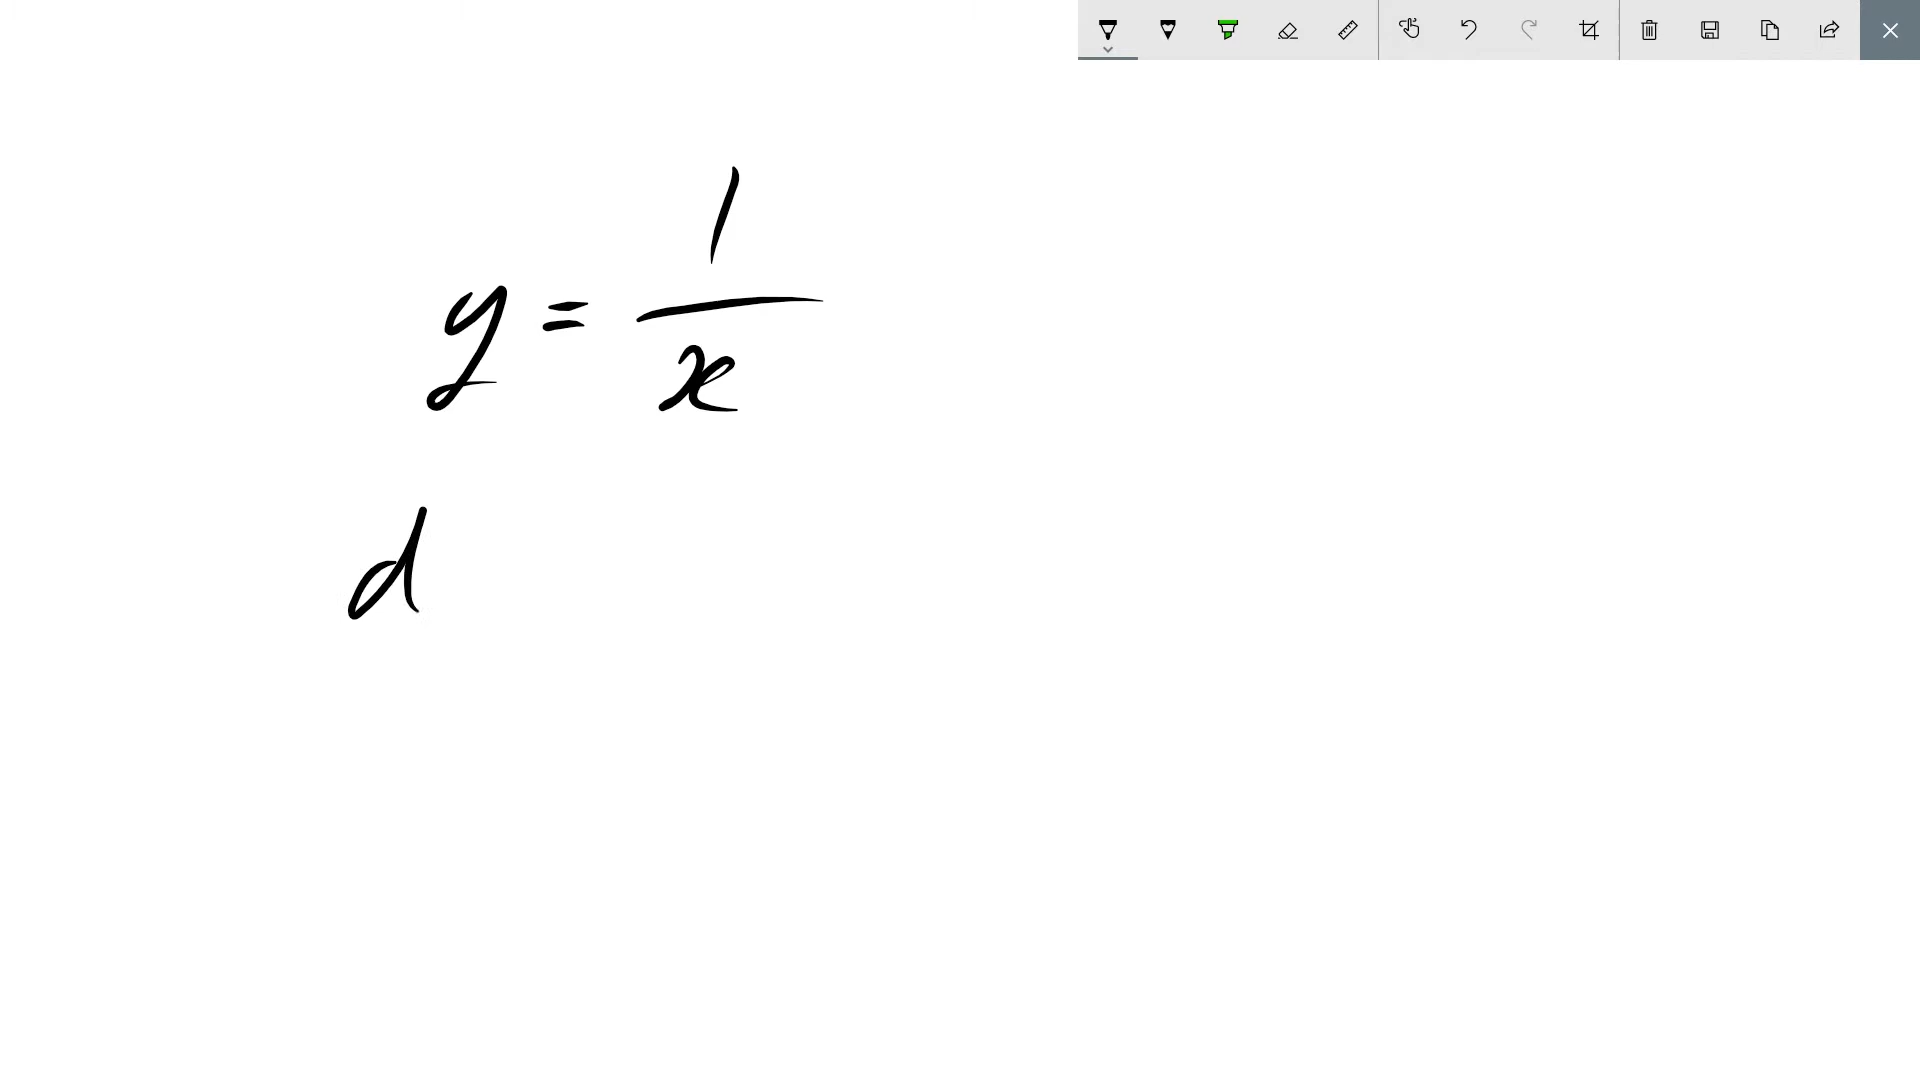 y = 1/x
d